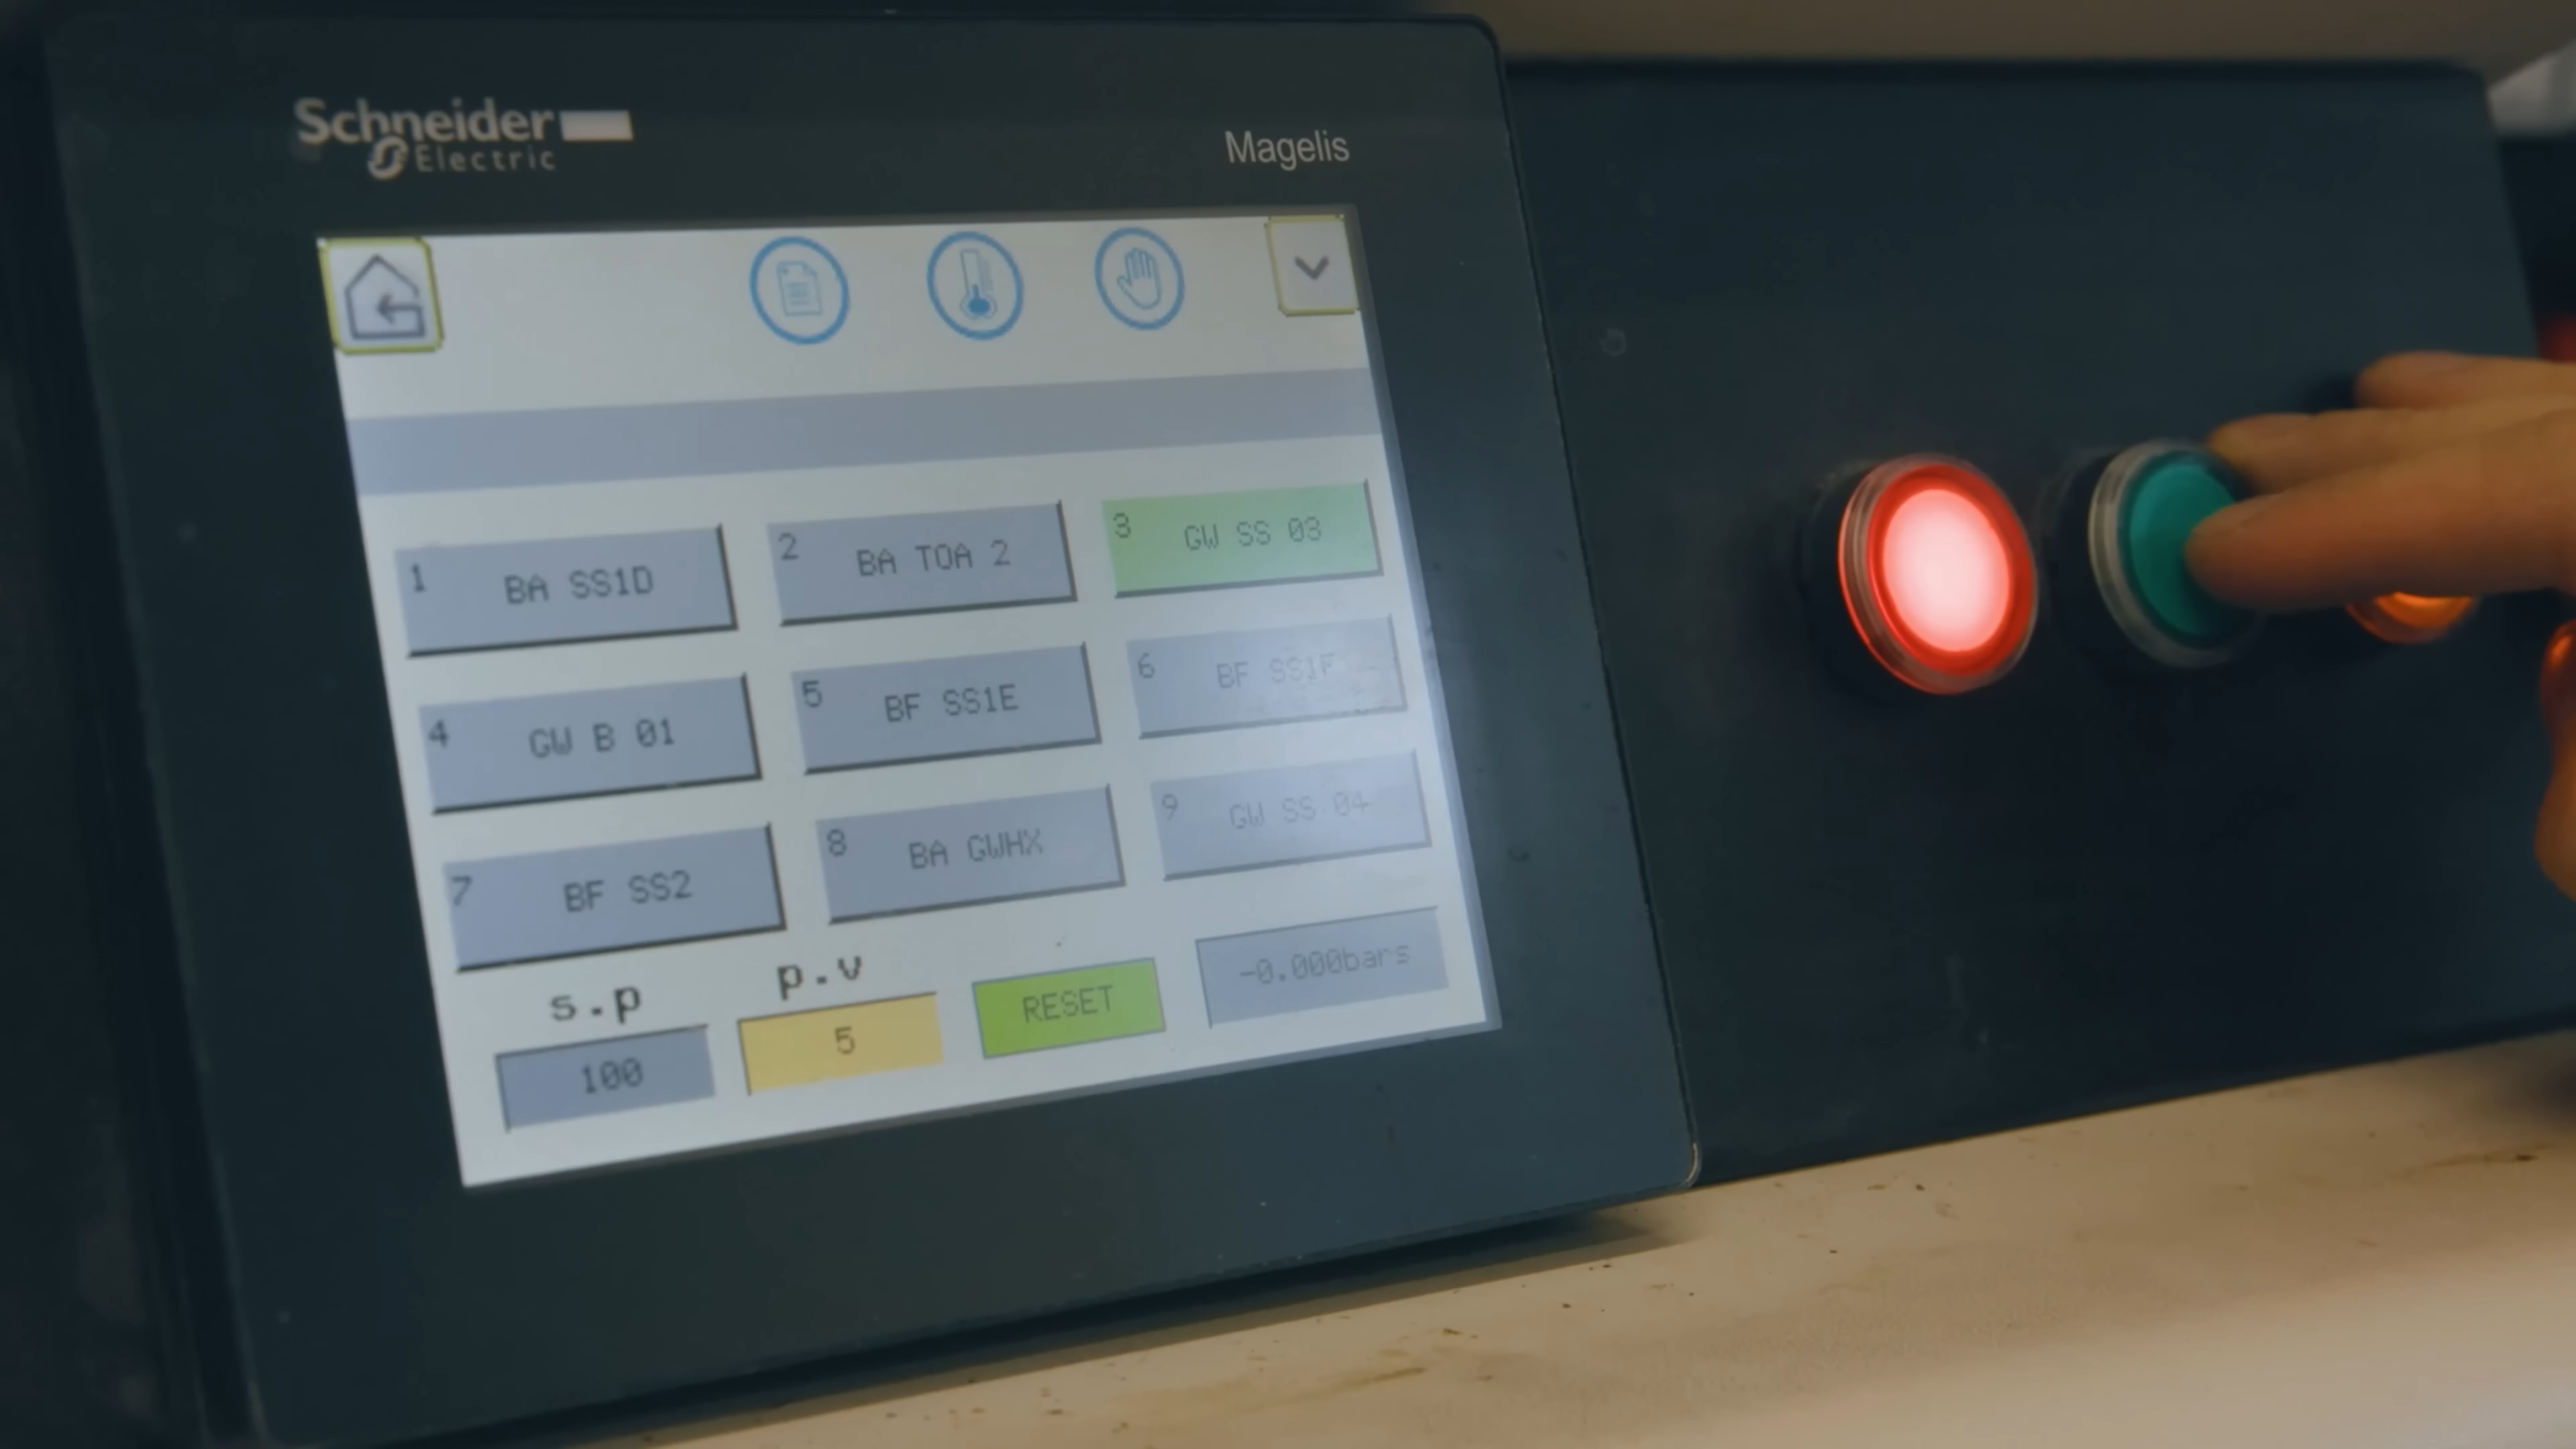 Schneider
Electric
Magelis
1 BA SS1D
2 BA TOA 2
3 GW SS 03
4 GW B 01
5 BF SS1E
6 BF SS1F
7 BF SS2
8 BA GWHX
9 GW SS 04
s.p
p.v
100
5
RESET
-0.000bars